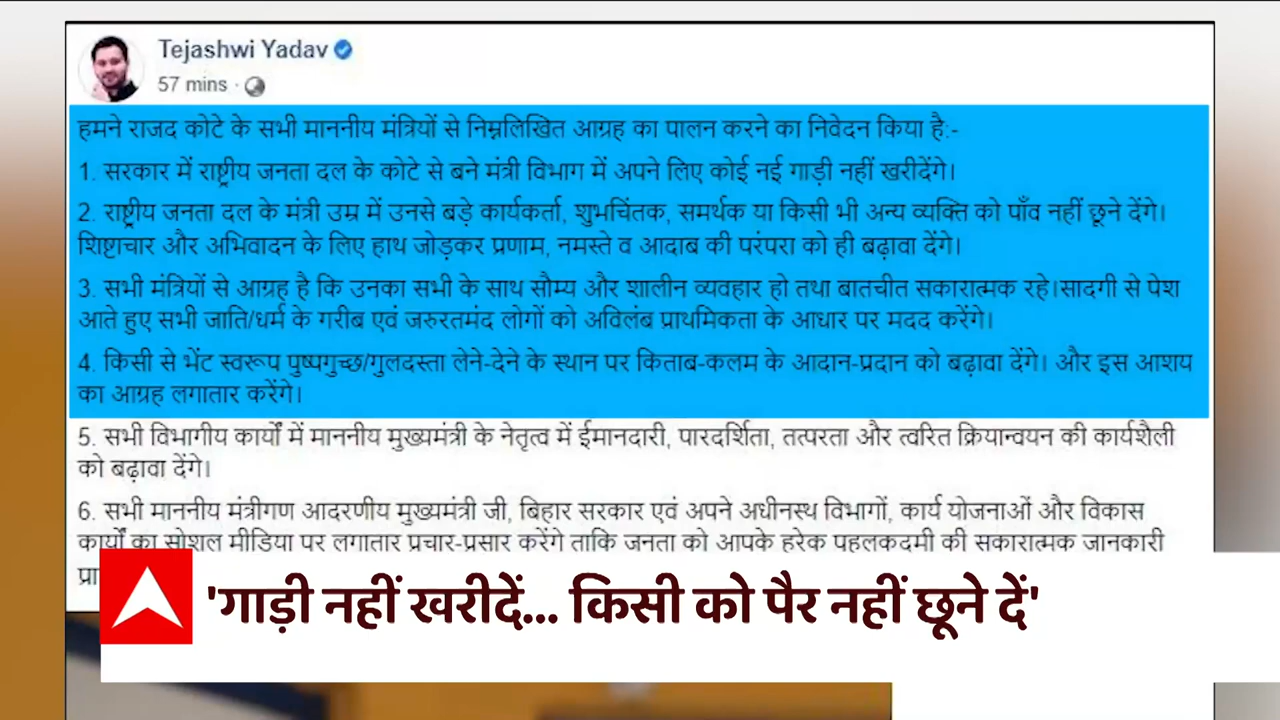 Tejashwi Yadav
57 mins ·
हमने राजद कोटे के सभी माननीय मंत्रियों से निम्नलिखित आग्रह का पालन करने का निवेदन किया है:-
1. सरकार में राष्ट्रीय जनता दल के कोटे से बने मंत्री विभाग में अपने लिए कोई नई गाड़ी नहीं खरीदेंगे।
2. राष्ट्रीय जनता दल के मंत्री उम्र में उनसे बड़े कार्यकर्ता, शुभचिंतक, समर्थक या किसी भी अन्य व्यक्ति को पाँव नहीं छूने देंगे।
शिष्टाचार और अभिवादन के लिए हाथ जोड़कर प्रणाम, नमस्ते व आदाब की परंपरा को ही बढ़ावा देंगे।
3. सभी मंत्रियों से आग्रह है कि उनका सभी के साथ सौम्य और शालीन व्यवहार हो तथा बातचीत सकारात्मक रहे।सादगी से पेश
आते हुए सभी जाति/धर्म के गरीब एवं जरुरतमंद लोगों को अविलंब प्राथमिकता के आधार पर मदद करेंगे।
4. किसी से भेंट स्वरूप पुष्पगुच्छ/गुलदस्ता लेने-देने के स्थान पर किताब-कलम के आदान-प्रदान को बढ़ावा देंगे। और इस आशय
का आग्रह लगातार करेंगे।
5. सभी विभागीय कार्यों में माननीय मुख्यमंत्री के नेतृत्व में ईमानदारी, पारदर्शिता, तत्परता और त्वरित क्रियान्वयन की कार्यशैली
को बढ़ावा देंगे।
6. सभी माननीय मंत्रीगण आदरणीय मुख्यमंत्री जी, बिहार सरकार एवं अपने अधीनस्थ विभागों, कार्य योजनाओं और विकास
कार्यों का सोशल मीडिया पर लगातार प्रचार-प्रसार करेंगे ताकि जनता को आपके हरेक पहलकदमी की सकारात्मक जानकारी
'गाड़ी नहीं खरीदें... किसी को पैर नहीं छूने दें'